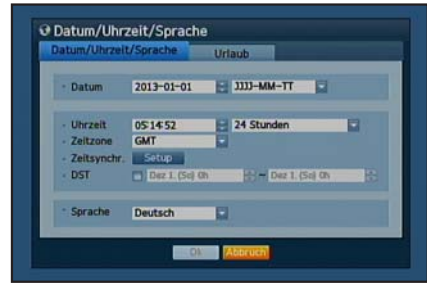 Datum/Uhrzeit/Sprache
Datum/Uhrzeit/Sprache Urlaub
- Datum 2013-01-01 JJJJ-MM-TT
- Uhrzeit 05:14:52 24 Stunden
- Zeitzone GMT
- Zeitsynchr. Setup
- DST Dez 1. (So) 0h ~ Dez 1. (So) 0h
- Sprache Deutsch
Ok Abbruch